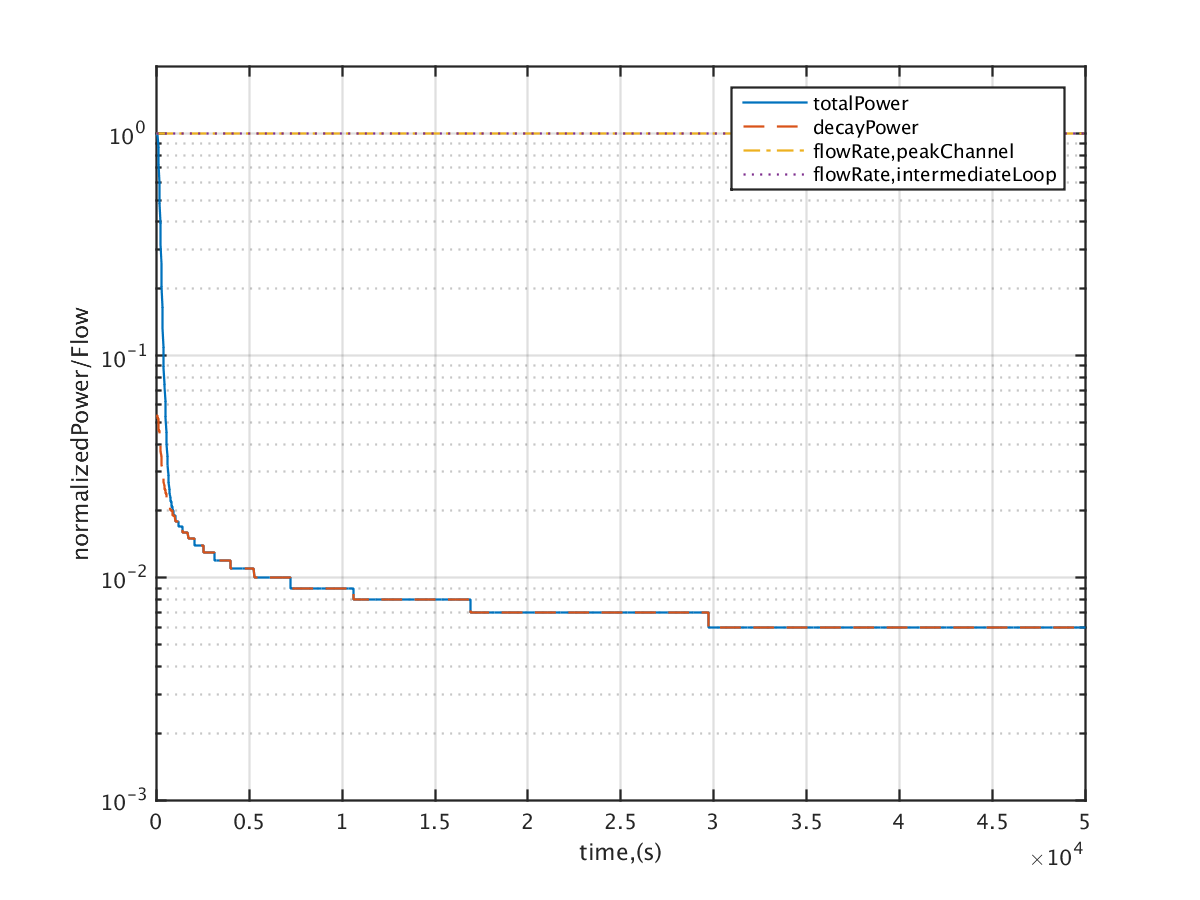 totalPower
decayPower
flowRate,peakChannel
flowRate,intermediateLoop
normalizedPower/Flow
10^0
10^-1
10^-2
10^-3
0 0.5 1 1.5 2 2.5 3 3.5 4 4.5 5
time,(s)
×10^4